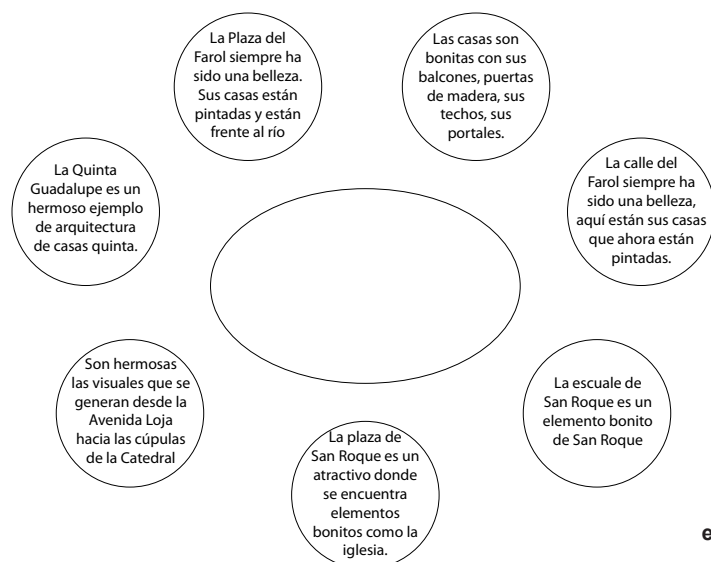 La Plaza del
Farol siempre ha
sido una belleza.
Sus casas están
pintadas y están
frente al río
Las casas son
bonitas con sus
balcones, puertas
de madera, sus
techos, sus
portales.
La Quinta
Guadalupe es un
hermoso ejemplo
de arquitectura
de casas quinta.
La calle del
Farol siempre ha
sido una belleza,
aquí están sus casas
que ahora están
pintadas.
Son hermosas
las visuales que se
generan desde la
Avenida Loja
hacia las cúpulas
de la Catedral
La escuale de
San Roque es un
elemento bonito
de San Roque
La plaza de
San Roque es un
atractivo donde
se encuentra
elementos
bonitos como la
iglesia.
e